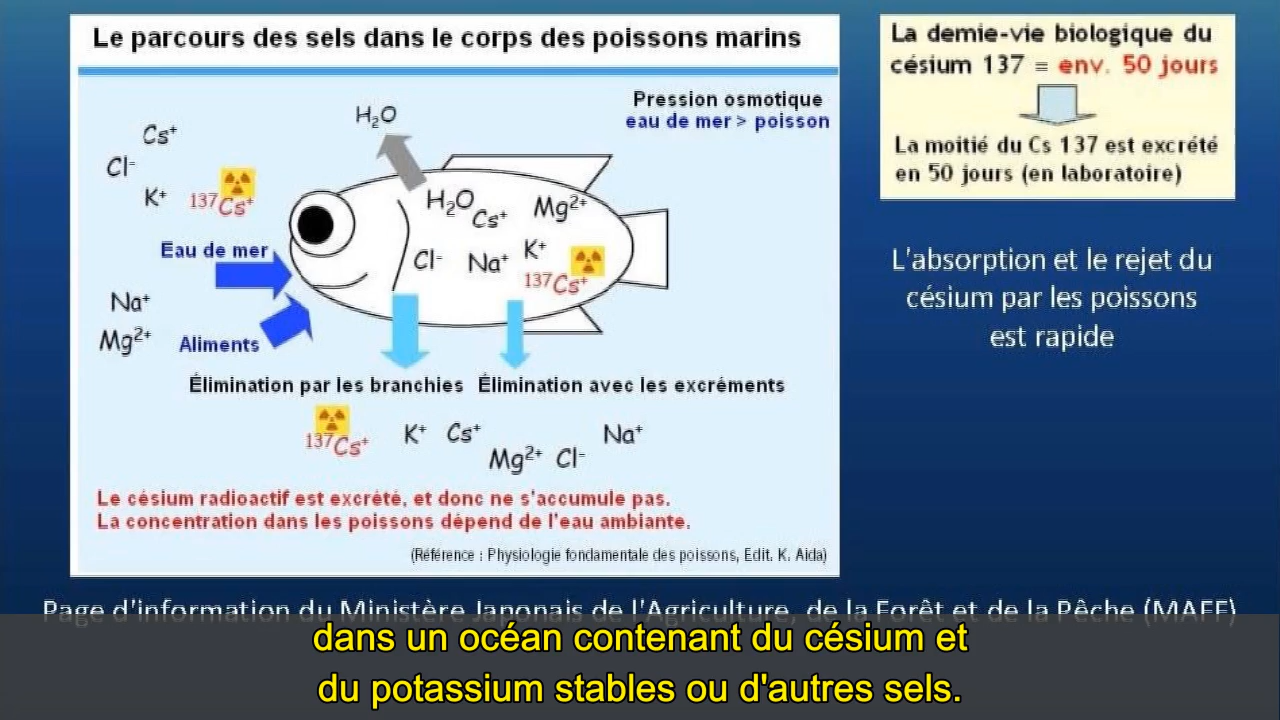 Le parcours des sels dans le corps des poissons marins
Pression osmotique
eau de mer > poisson
H₂O
Cs⁺
Cl⁻
K⁺
¹³⁷Cs⁺
Eau de mer
Na⁺
Mg²⁺
Aliments
H₂O
Cs⁺
Mg²⁺
Cl⁻
Na⁺
K⁺
¹³⁷Cs⁺
Élimination par les branchies
Élimination avec les excréments
¹³⁷Cs⁺
K⁺
Cs⁺
Mg²⁺
Cl⁻
Na⁺
Le césium radioactif est excrété, et donc ne s'accumule pas.
La concentration dans les poissons dépend de l'eau ambiante.
(Référence : Physiologie fondamentale des poissons, Edit. K. Aida)
La demie-vie biologique du
césium 137 = env. 50 jours
La moitié du Cs 137 est excrété
en 50 jours (en laboratoire)
L'absorption et le rejet du
césium par les poissons
est rapide
Page d'information du Ministère Japonais de l'Agriculture, de la Forêt et de la Pêche (MAFF)
dans un océan contenant du césium et
du potassium stables ou d'autres sels.